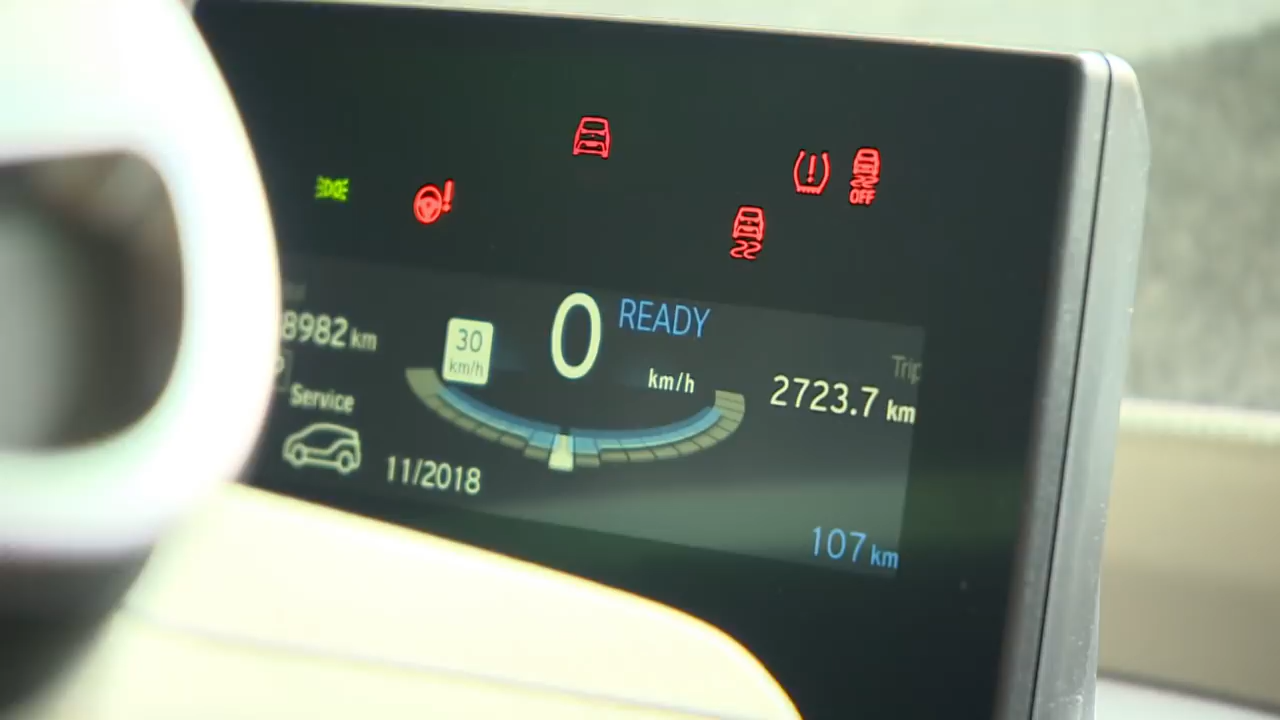 OFF
8982 km
30
km/h
0
READY
km/h
Trip
2723.7 km
Service
11/2018
107 km